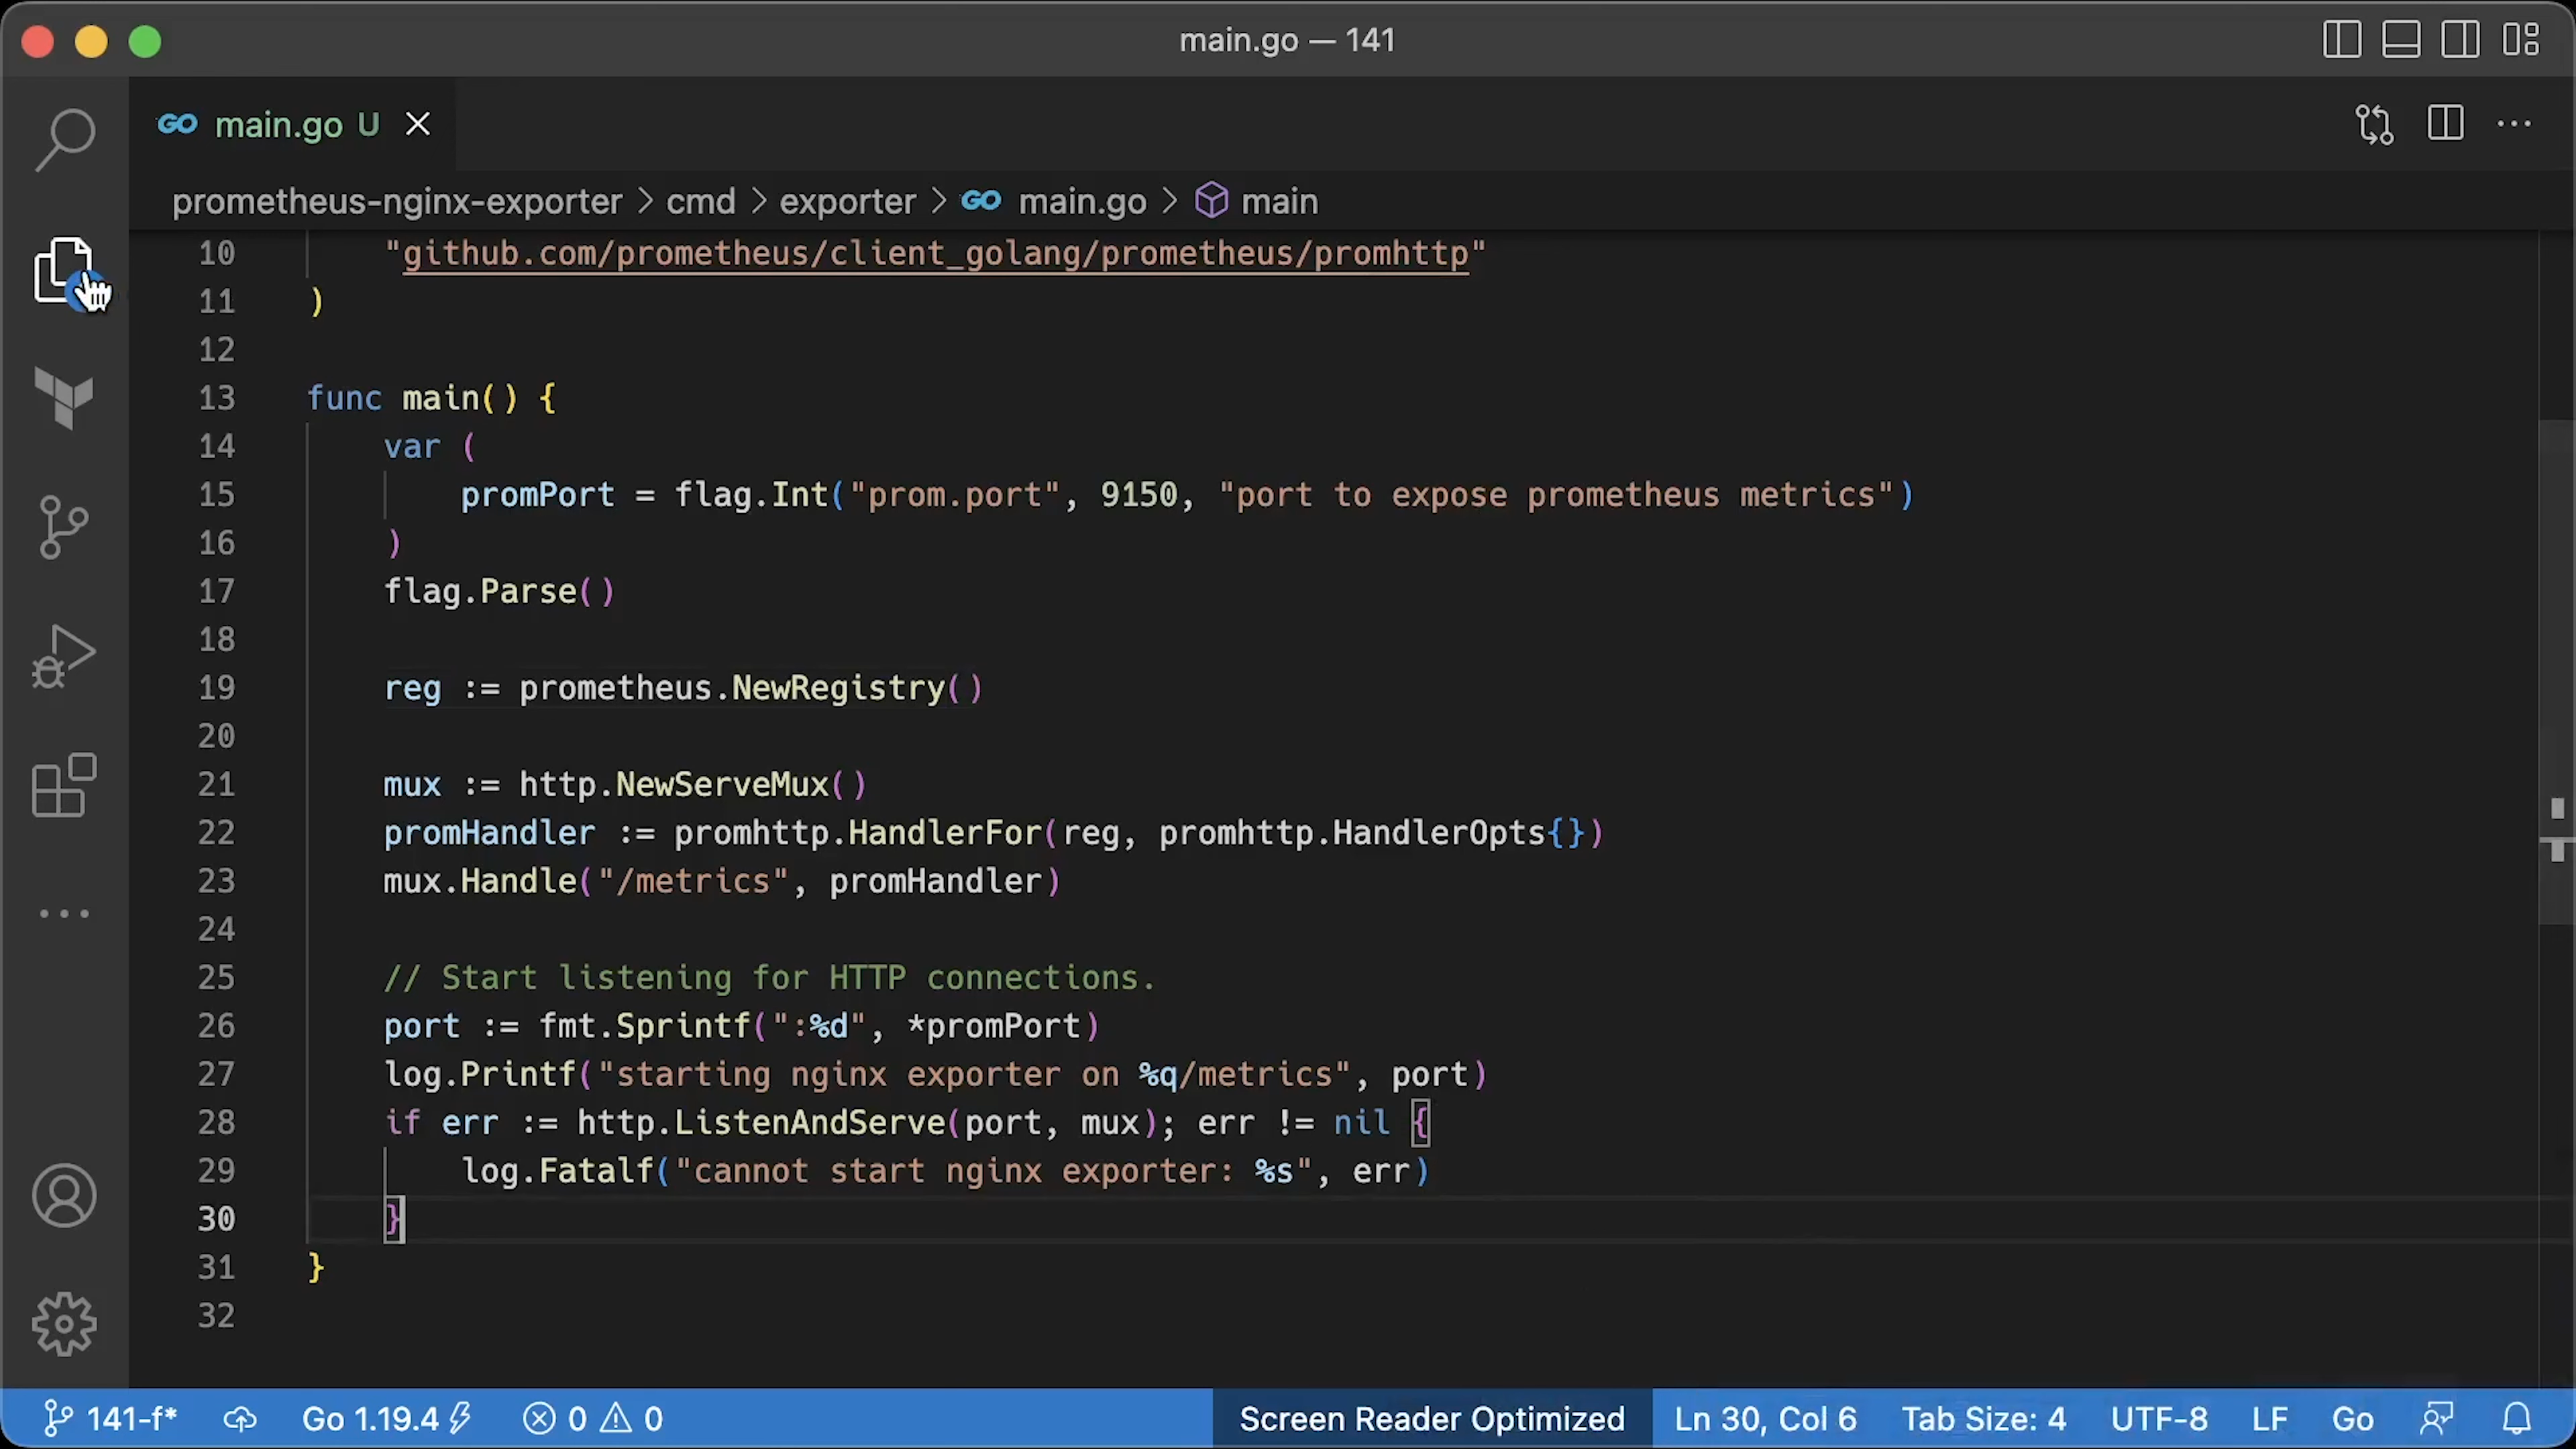 main.go — 141
GO main.go U
prometheus-nginx-exporter > cmd > exporter > GO main.go > main
10 "github.com/prometheus/client_golang/prometheus/promhttp"
11 )
12
13 func main() {
14 var (
15 promPort = flag.Int("prom.port", 9150, "port to expose prometheus metrics")
16 )
17 flag.Parse()
18
19 reg := prometheus.NewRegistry()
20
21 mux := http.NewServeMux()
22 promHandler := promhttp.HandlerFor(reg, promhttp.HandlerOpts{})
23 mux.Handle("/metrics", promHandler)
24
25 // Start listening for HTTP connections.
26 port := fmt.Sprintf(":%d", *promPort)
27 log.Printf("starting nginx exporter on %q/metrics", port)
28 if err := http.ListenAndServe(port, mux); err != nil {
29 log.Fatalf("cannot start nginx exporter: %s", err)
30 }
31 }
32
141-f* Go 1.19.4 0 0 Screen Reader Optimized Ln 30, Col 6 Tab Size: 4 UTF-8 LF Go